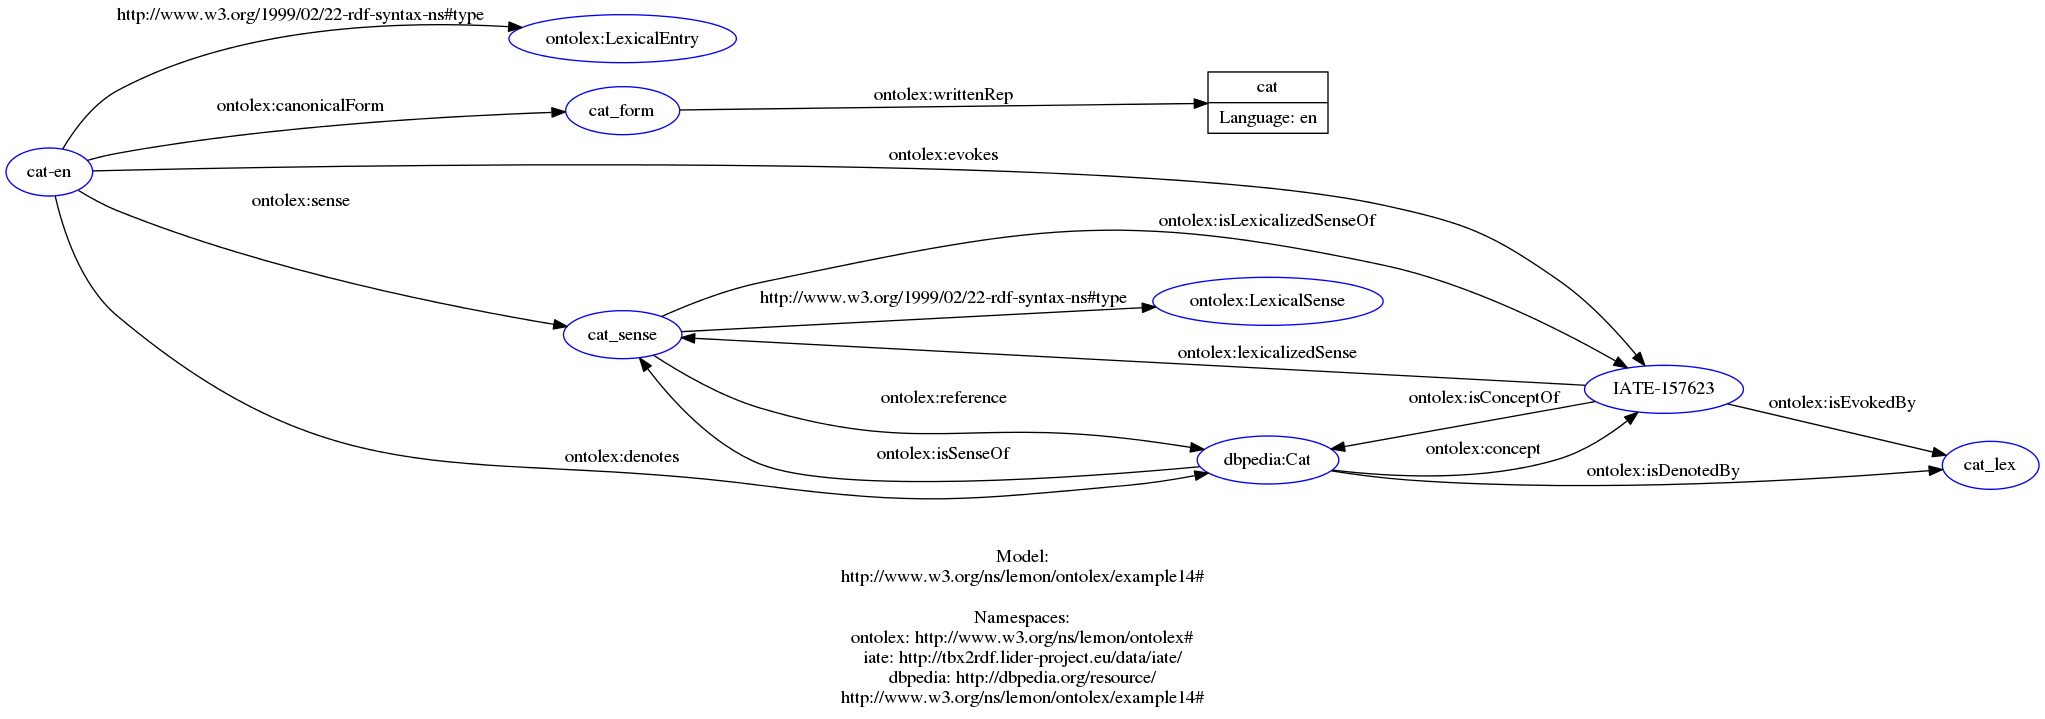 http://www.w3.org/1999/02/22-rdf-syntax-ns#type
ontolex:LexicalEntry
ontolex:canonicalForm
cat_form
ontolex:writtenRep
cat
Language: en
cat-en
ontolex:evokes
ontolex:sense
ontolex:isLexicalizedSenseOf
http://www.w3.org/1999/02/22-rdf-syntax-ns#type
ontolex:LexicalSense
cat_sense
ontolex:lexicalizedSense
IATE-157623
ontolex:reference
ontolex:isConceptOf
ontolex:isEvokedBy
ontolex:isSenseOf
ontolex:concept
ontolex:denotes
dbpedia:Cat
ontolex:isDenotedBy
cat_lex
Model:
http://www.w3.org/ns/lemon/ontolex/example14#
Namespaces:
ontolex: http://www.w3.org/ns/lemon/ontolex#
iate: http://tbx2rdf.lider-project.eu/data/iate/
dbpedia: http://dbpedia.org/resource/
http://www.w3.org/ns/lemon/ontolex/example14#